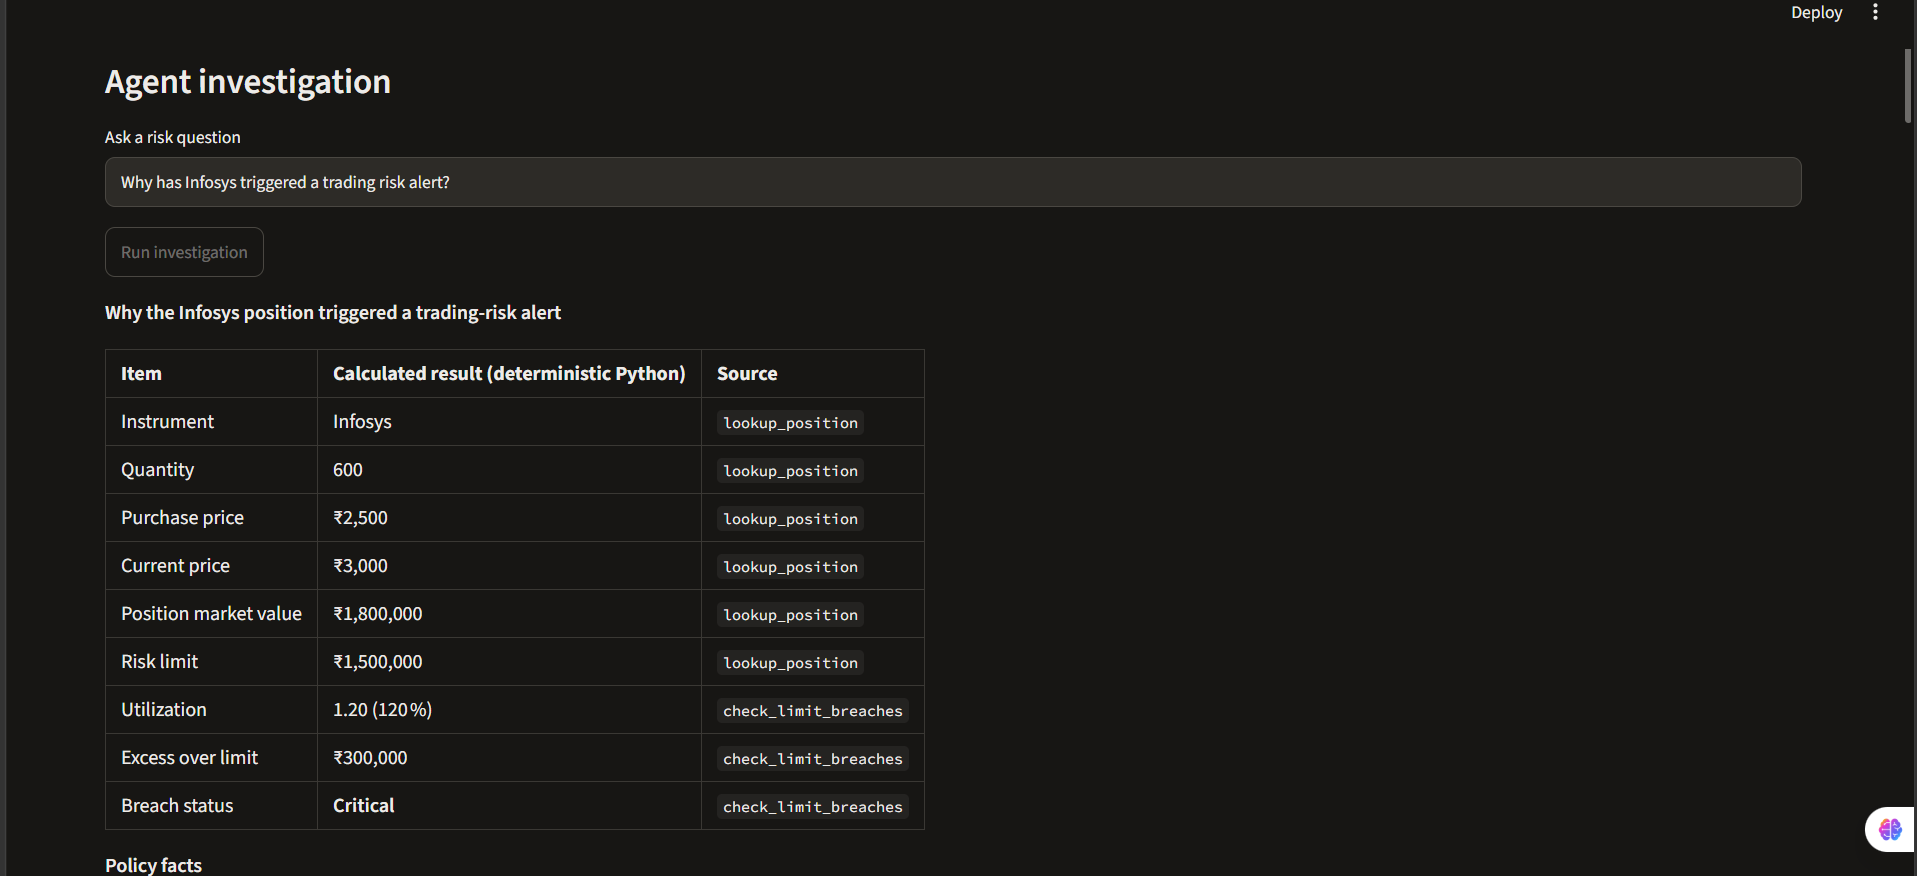 Deploy
Agent investigation
Ask a risk question
Why has Infosys triggered a trading risk alert?
Run investigation
Why the Infosys position triggered a trading-risk alert
Item Calculated result (deterministic Python) Source
Instrument Infosys lookup_position
Quantity 600 lookup_position
Purchase price ₹2,500 lookup_position
Current price ₹3,000 lookup_position
Position market value ₹1,800,000 lookup_position
Risk limit ₹1,500,000 lookup_position
Utilization 1.20 (120 %) check_limit_breaches
Excess over limit ₹300,000 check_limit_breaches
Breach status Critical check_limit_breaches
Policy facts